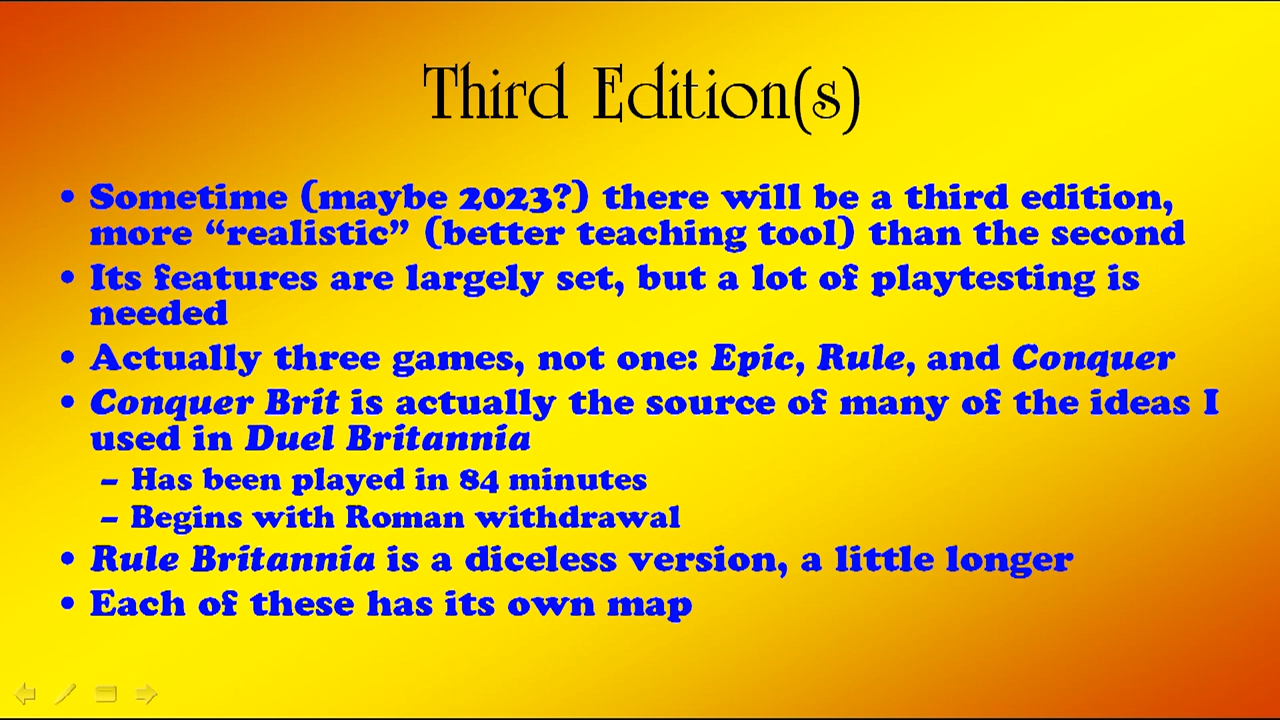 Third Edition(s)
• Sometime (maybe 2023?) there will be a third edition,
more “realistic” (better teaching tool) than the second
• Its features are largely set, but a lot of playtesting is
needed
• Actually three games, not one: Epic, Rule, and Conquer
• Conquer Brit is actually the source of many of the ideas I
used in Duel Britannia
– Has been played in 84 minutes
– Begins with Roman withdrawal
• Rule Britannia is a diceless version, a little longer
• Each of these has its own map